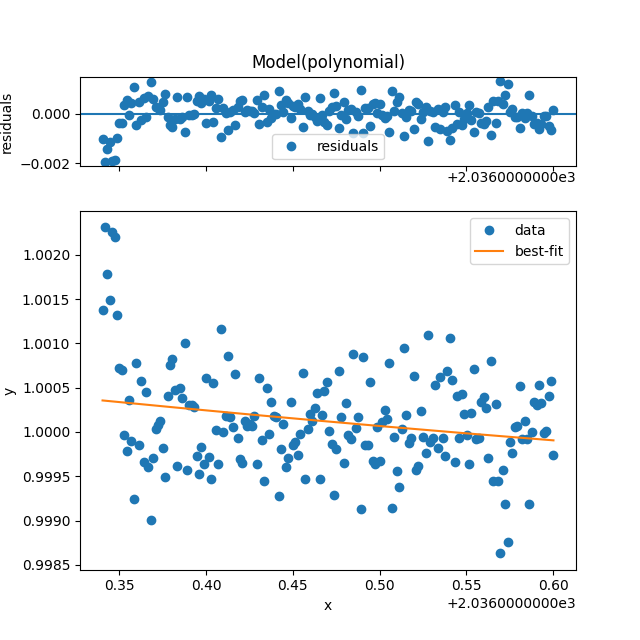 Model(polynomial)
residuals
0.000
−0.002
residuals
+2.0360000000e3
data
best-fit
y
1.0020
1.0015
1.0010
1.0005
1.0000
0.9995
0.9990
0.9985
0.35 0.40 0.45 0.50 0.55 0.60
x
+2.0360000000e3